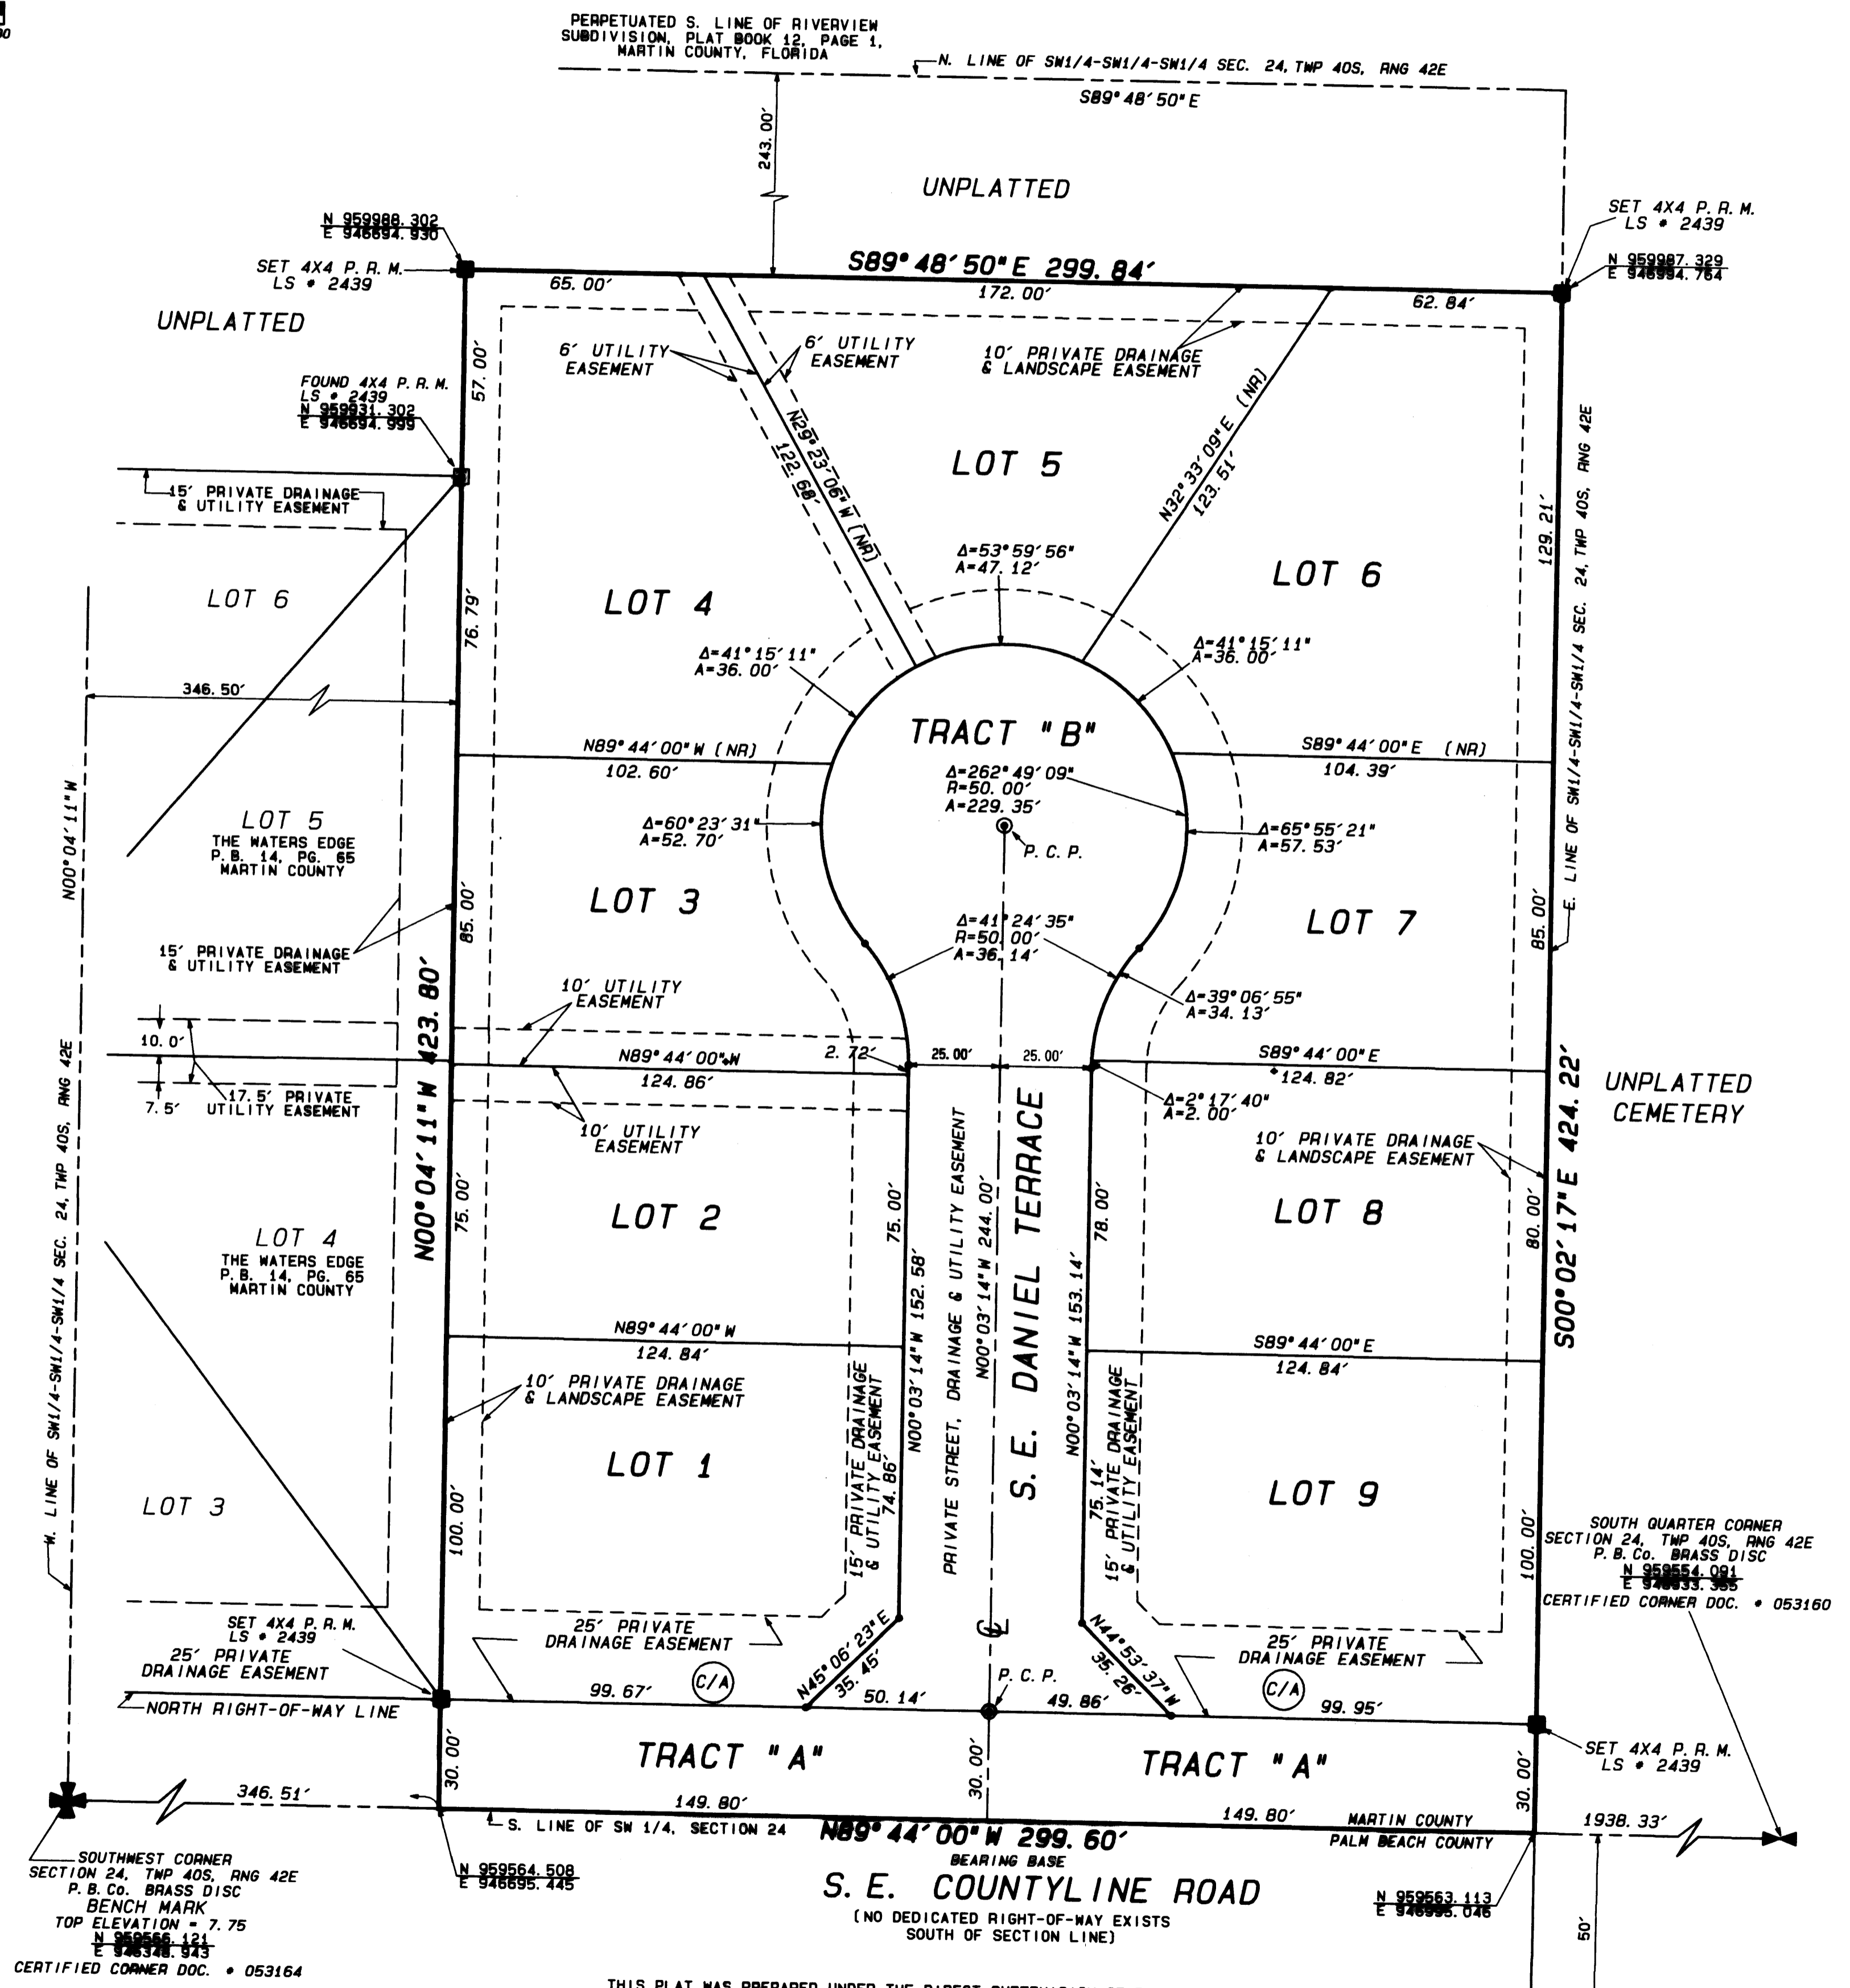 PERPETUATED S. LINE OF RIVERVIEW
SUBDIVISION, PLAT BOOK 12, PAGE 1,
MARTIN COUNTY, FLORIDA
N. LINE OF SW1/4-SW1/4-SW1/4 SEC. 24, TWP 40S, RNG 42E
S89°48'50"E
243.00'
UNPLATTED
N 959988.302
E 946694.930
SET 4X4 P.R.M.
LS # 2439
S89°48'50"E 299.84'
65.00'
172.00'
62.84'
SET 4X4 P.R.M.
LS # 2439
N 959987.329
E 946994.764
UNPLATTED
57.00'
6' UTILITY
EASEMENT
6' UTILITY
EASEMENT
10' PRIVATE DRAINAGE
& LANDSCAPE EASEMENT
FOUND 4X4 P.R.M.
LS # 2439
N 959931.302
E 946694.999
N29°23'06"W (NR)
122.68'
LOT 5
N32°33'09"E (NR)
123.51'
129.21'
E. LINE OF SW1/4-SW1/4-SW1/4 SEC. 24, TWP 40S, RNG 42E
15' PRIVATE DRAINAGE
& UTILITY EASEMENT
LOT 6
76.79'
LOT 4
Δ=53°59'56"
A=47.12'
LOT 6
Δ=41°15'11"
A=36.00'
Δ=41°15'11"
A=36.00'
346.50'
N89°44'00"W (NR)
102.60'
TRACT "B"
S89°44'00"E (NR)
104.39'
Δ=262°49'09"
R=50.00'
A=229.35'
N00°04'11"W
LOT 5
THE WATERS EDGE
P.B. 14, PG. 65
MARTIN COUNTY
Δ=60°23'31"
A=52.70'
P.C.P.
Δ=65°55'21"
A=57.53'
85.00'
LOT 3
Δ=41°24'35"
R=50.00'
A=36.14'
LOT 7
85.00'
15' PRIVATE DRAINAGE
& UTILITY EASEMENT
N00°04'11"W 423.80'
10' UTILITY
EASEMENT
Δ=39°06'55"
A=34.13'
10.0'
7.5'
17.5' PRIVATE
UTILITY EASEMENT
N89°44'00"W
124.86'
2.72'
25.00'
25.00'
S89°44'00"E
124.82'
Δ=2°17'40"
A=2.00'
10' UTILITY
EASEMENT
S00°02'17"E 424.22'
UNPLATTED
CEMETERY
10' PRIVATE DRAINAGE
& LANDSCAPE EASEMENT
W. LINE OF SW1/4-SW1/4-SW1/4 SEC. 24, TWP 40S, RNG 42E
LOT 4
THE WATERS EDGE
P.B. 14, PG. 65
MARTIN COUNTY
75.00'
LOT 2
75.00'
N00°03'14"W 152.58'
PRIVATE STREET, DRAINAGE & UTILITY EASEMENT
N00°03'14"W 244.00'
S. E. DANIEL TERRACE
N00°03'14"W 153.14'
78.00'
LOT 8
80.00'
N89°44'00"W
124.84'
S89°44'00"E
124.84'
10' PRIVATE DRAINAGE
& LANDSCAPE EASEMENT
LOT 3
100.00'
LOT 1
15' PRIVATE DRAINAGE
& UTILITY EASEMENT
74.86'
75.14'
15' PRIVATE DRAINAGE
& UTILITY EASEMENT
LOT 9
100.00'
SOUTH QUARTER CORNER
SECTION 24, TWP 40S, RNG 42E
P.B.Co. BRASS DISC
N 959554.091
CERTIFIED CORNER DOC. # 053160
SET 4X4 P.R.M.
LS # 2439
25' PRIVATE
DRAINAGE EASEMENT
NORTH RIGHT-OF-WAY LINE
25' PRIVATE
DRAINAGE EASEMENT
99.67'
C/A
N45°06'23"E
35.45'
50.14'
P.C.P.
49.86'
N44°53'37"W
35.26'
25' PRIVATE
DRAINAGE EASEMENT
C/A
99.95'
30.00'
TRACT "A"
30.00'
TRACT "A"
30.00'
SET 4X4 P.R.M.
LS # 2439
346.51'
149.80'
149.80'
MARTIN COUNTY
PALM BEACH COUNTY
1938.33'
S. LINE OF SW 1/4, SECTION 24
N89°44'00"W 299.60'
BEARING BASE
S. E. COUNTYLINE ROAD
(NO DEDICATED RIGHT-OF-WAY EXISTS
SOUTH OF SECTION LINE)
SOUTHWEST CORNER
SECTION 24, TWP 40S, RNG 42E
P.B.Co. BRASS DISC
BENCH MARK
TOP ELEVATION = 7.75
N 959566.121
E 946348.943
CERTIFIED CORNER DOC. # 053164
N 959564.508
E 946695.445
N 959563.113
E 946995.046
50'
THIS PLAT WAS PREPARED UNDER THE DIRECT